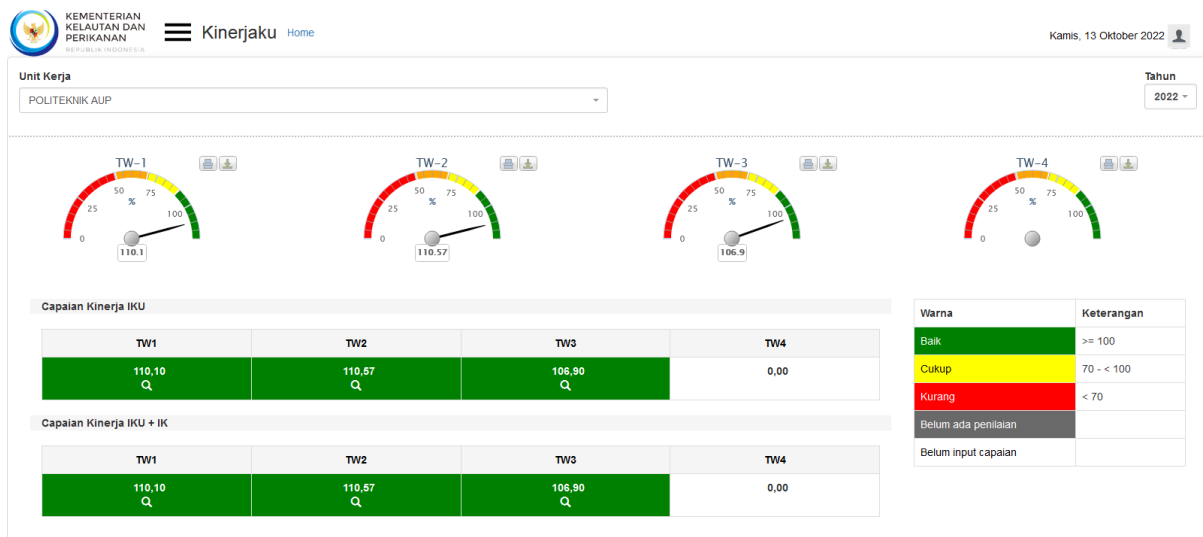 KEMENTERIAN
KELAUTAN DAN
PERIKANAN
REPUBLIK INDONESIA
Kinerjaku Home
Kamis, 13 Oktober 2022
Unit Kerja
Tahun
POLITEKNIK AUP
2022
TW-1
0 25 50 75 100
%
110.1
TW-2
0 25 50 75 100
%
110.57
TW-3
0 25 50 75 100
%
106.9
TW-4
0 25 50 75 100
%
Capaian Kinerja IKU
TW1 TW2 TW3 TW4
110,10 110,57 106,90 0,00
Capaian Kinerja IKU + IK
TW1 TW2 TW3 TW4
110,10 110,57 106,90 0,00
Warna Keterangan
Baik >= 100
Cukup 70 - < 100
Kurang < 70
Belum ada penilaian
Belum input capaian